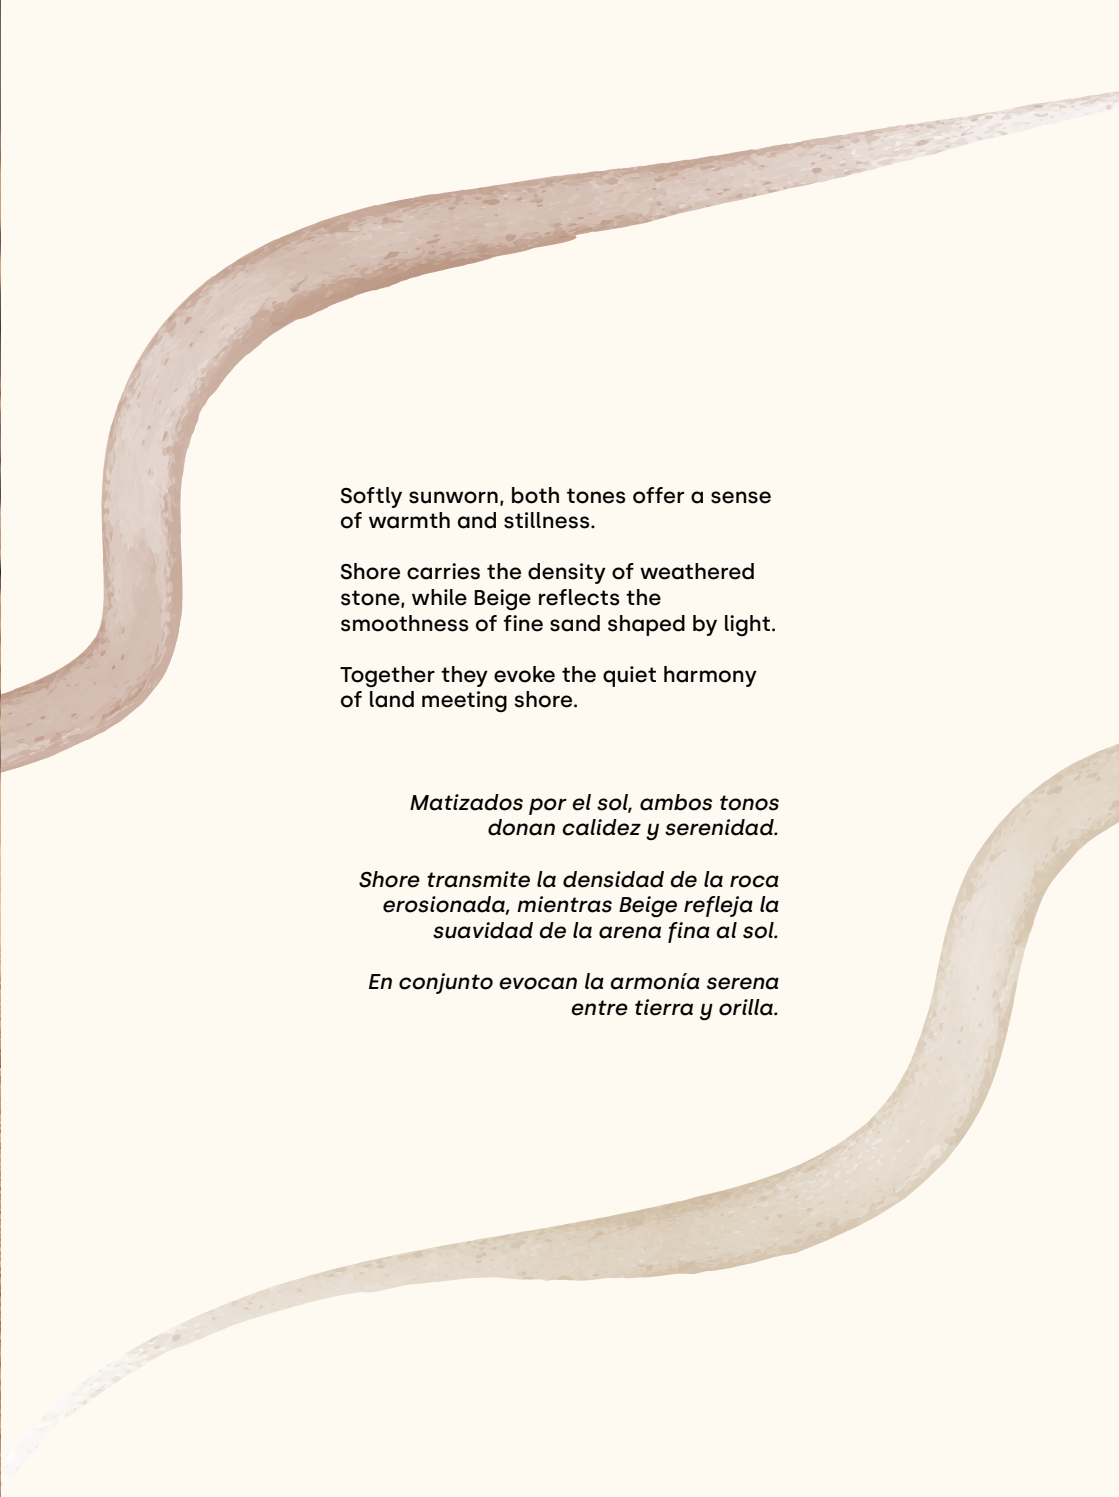 Softly sunworn, both tones offer a sense
of warmth and stillness.
Shore carries the density of weathered
stone, while Beige reflects the
smoothness of fine sand shaped by light.
Together they evoke the quiet harmony
of land meeting shore.
Matizados por el sol, ambos tonos
donan calidez y serenidad.
Shore transmite la densidad de la roca
erosionada, mientras Beige refleja la
suavidad de la arena fina al sol.
En conjunto evocan la armonía serena
entre tierra y orilla.